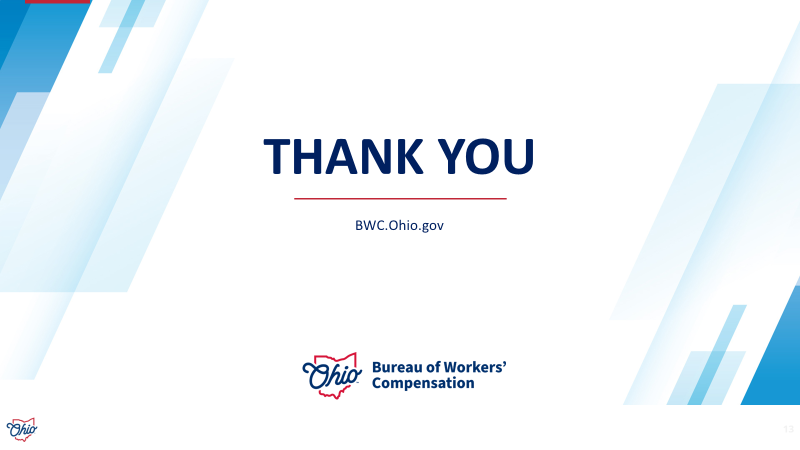 THANK YOU
BWC.Ohio.gov
Ohio Bureau of Workers’
Compensation
Ohio
13